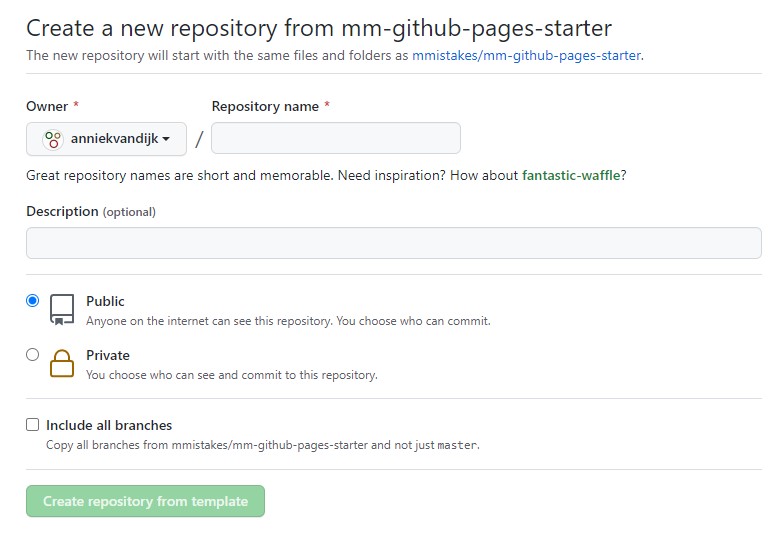 Create a new repository from mm-github-pages-starter
The new repository will start with the same files and folders as mmistakes/mm-github-pages-starter.
Owner * Repository name *
anniekvandijk /
Great repository names are short and memorable. Need inspiration? How about fantastic-waffle?
Description (optional)
Public
Anyone on the internet can see this repository. You choose who can commit.
Private
You choose who can see and commit to this repository.
Include all branches
Copy all branches from mmistakes/mm-github-pages-starter and not just master.
Create repository from template